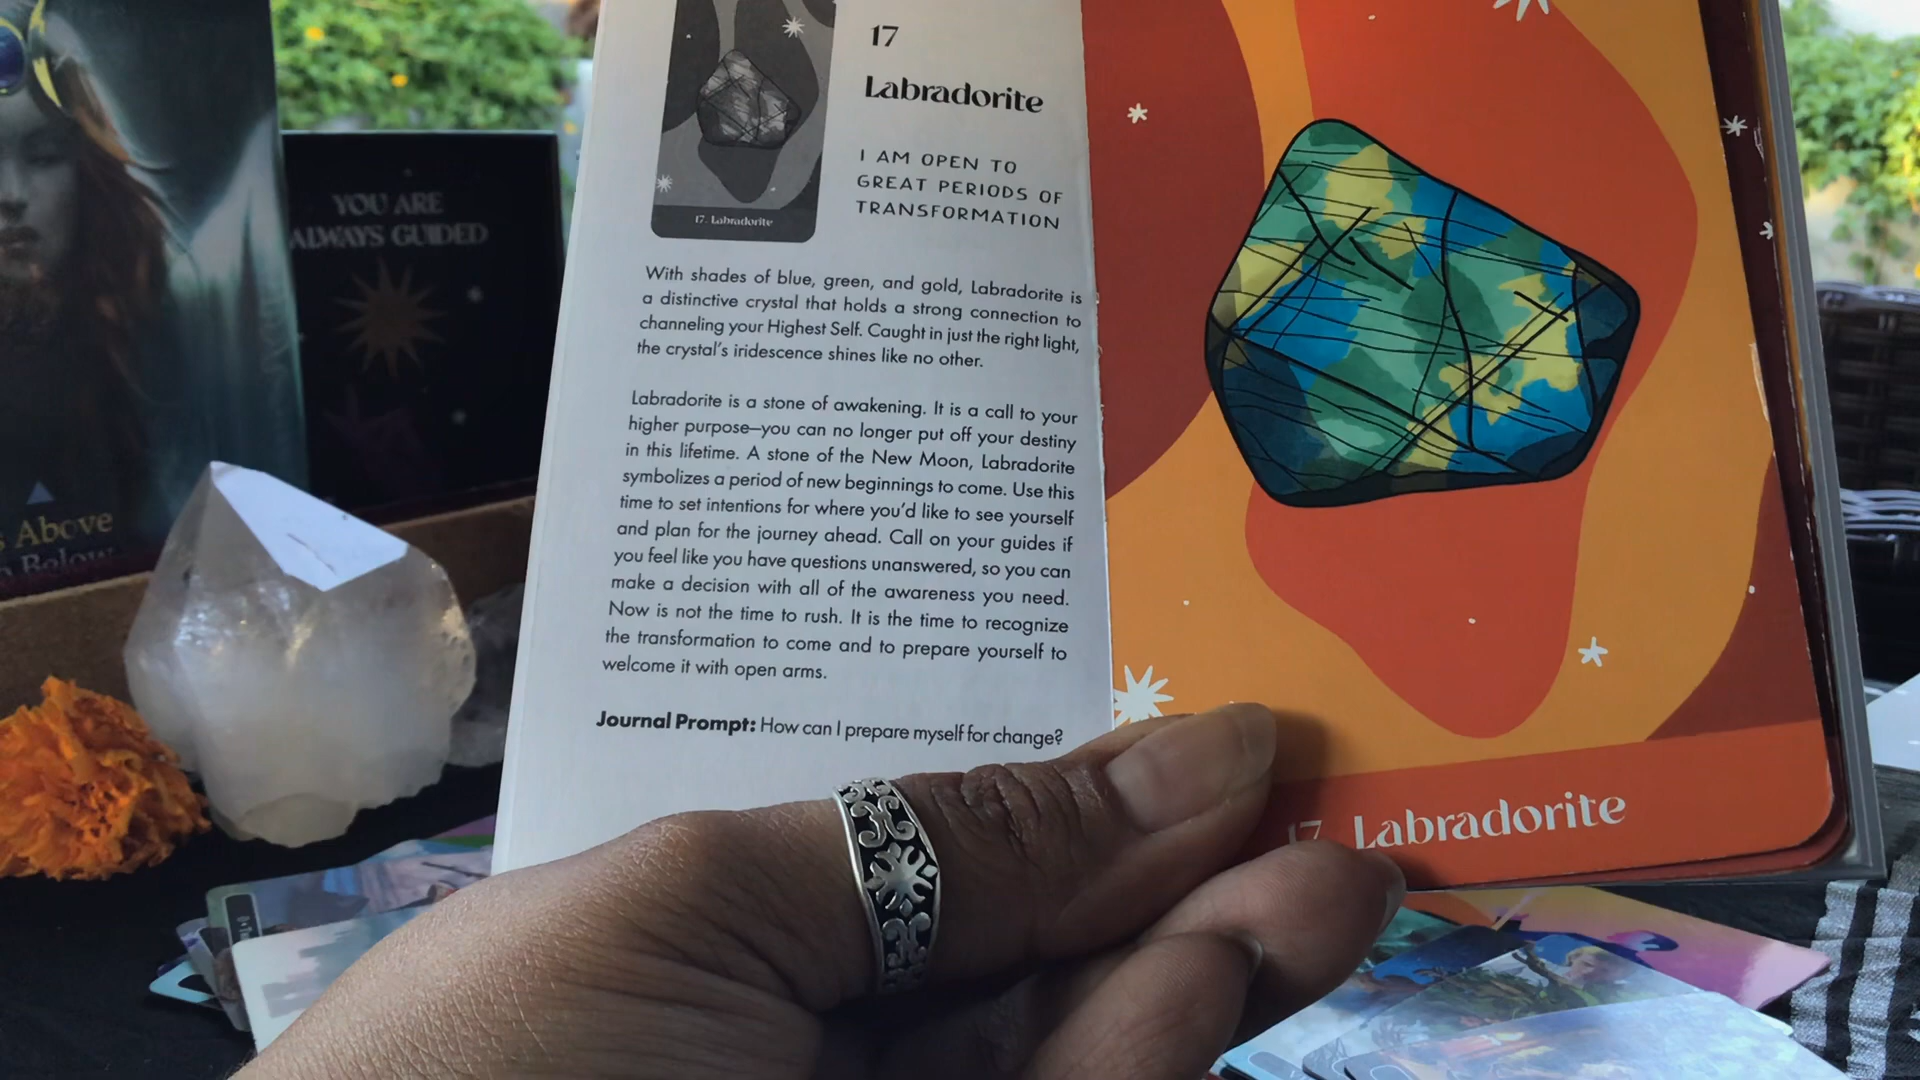 17
Labradorite
I AM OPEN TO
GREAT PERIODS OF
TRANSFORMATION
17. Labradorite
With shades of blue, green, and gold, Labradorite is
a distinctive crystal that holds a strong connection to
channeling your Highest Self. Caught in just the right light,
the crystal's iridescence shines like no other.
Labradorite is a stone of awakening. It is a call to your
higher purpose—you can no longer put off your destiny
in this lifetime. A stone of the New Moon, Labradorite
symbolizes a period of new beginnings to come. Use this
time to set intentions for where you'd like to see yourself
and plan for the journey ahead. Call on your guides if
you feel like you have questions unanswered, so you can
make a decision with all of the awareness you need.
Now is not the time to rush. It is the time to recognize
the transformation to come and to prepare yourself to
welcome it with open arms.
Journal Prompt: How can I prepare myself for change?
17 Labradorite
YOU ARE
ALWAYS GUIDED
Above
Below